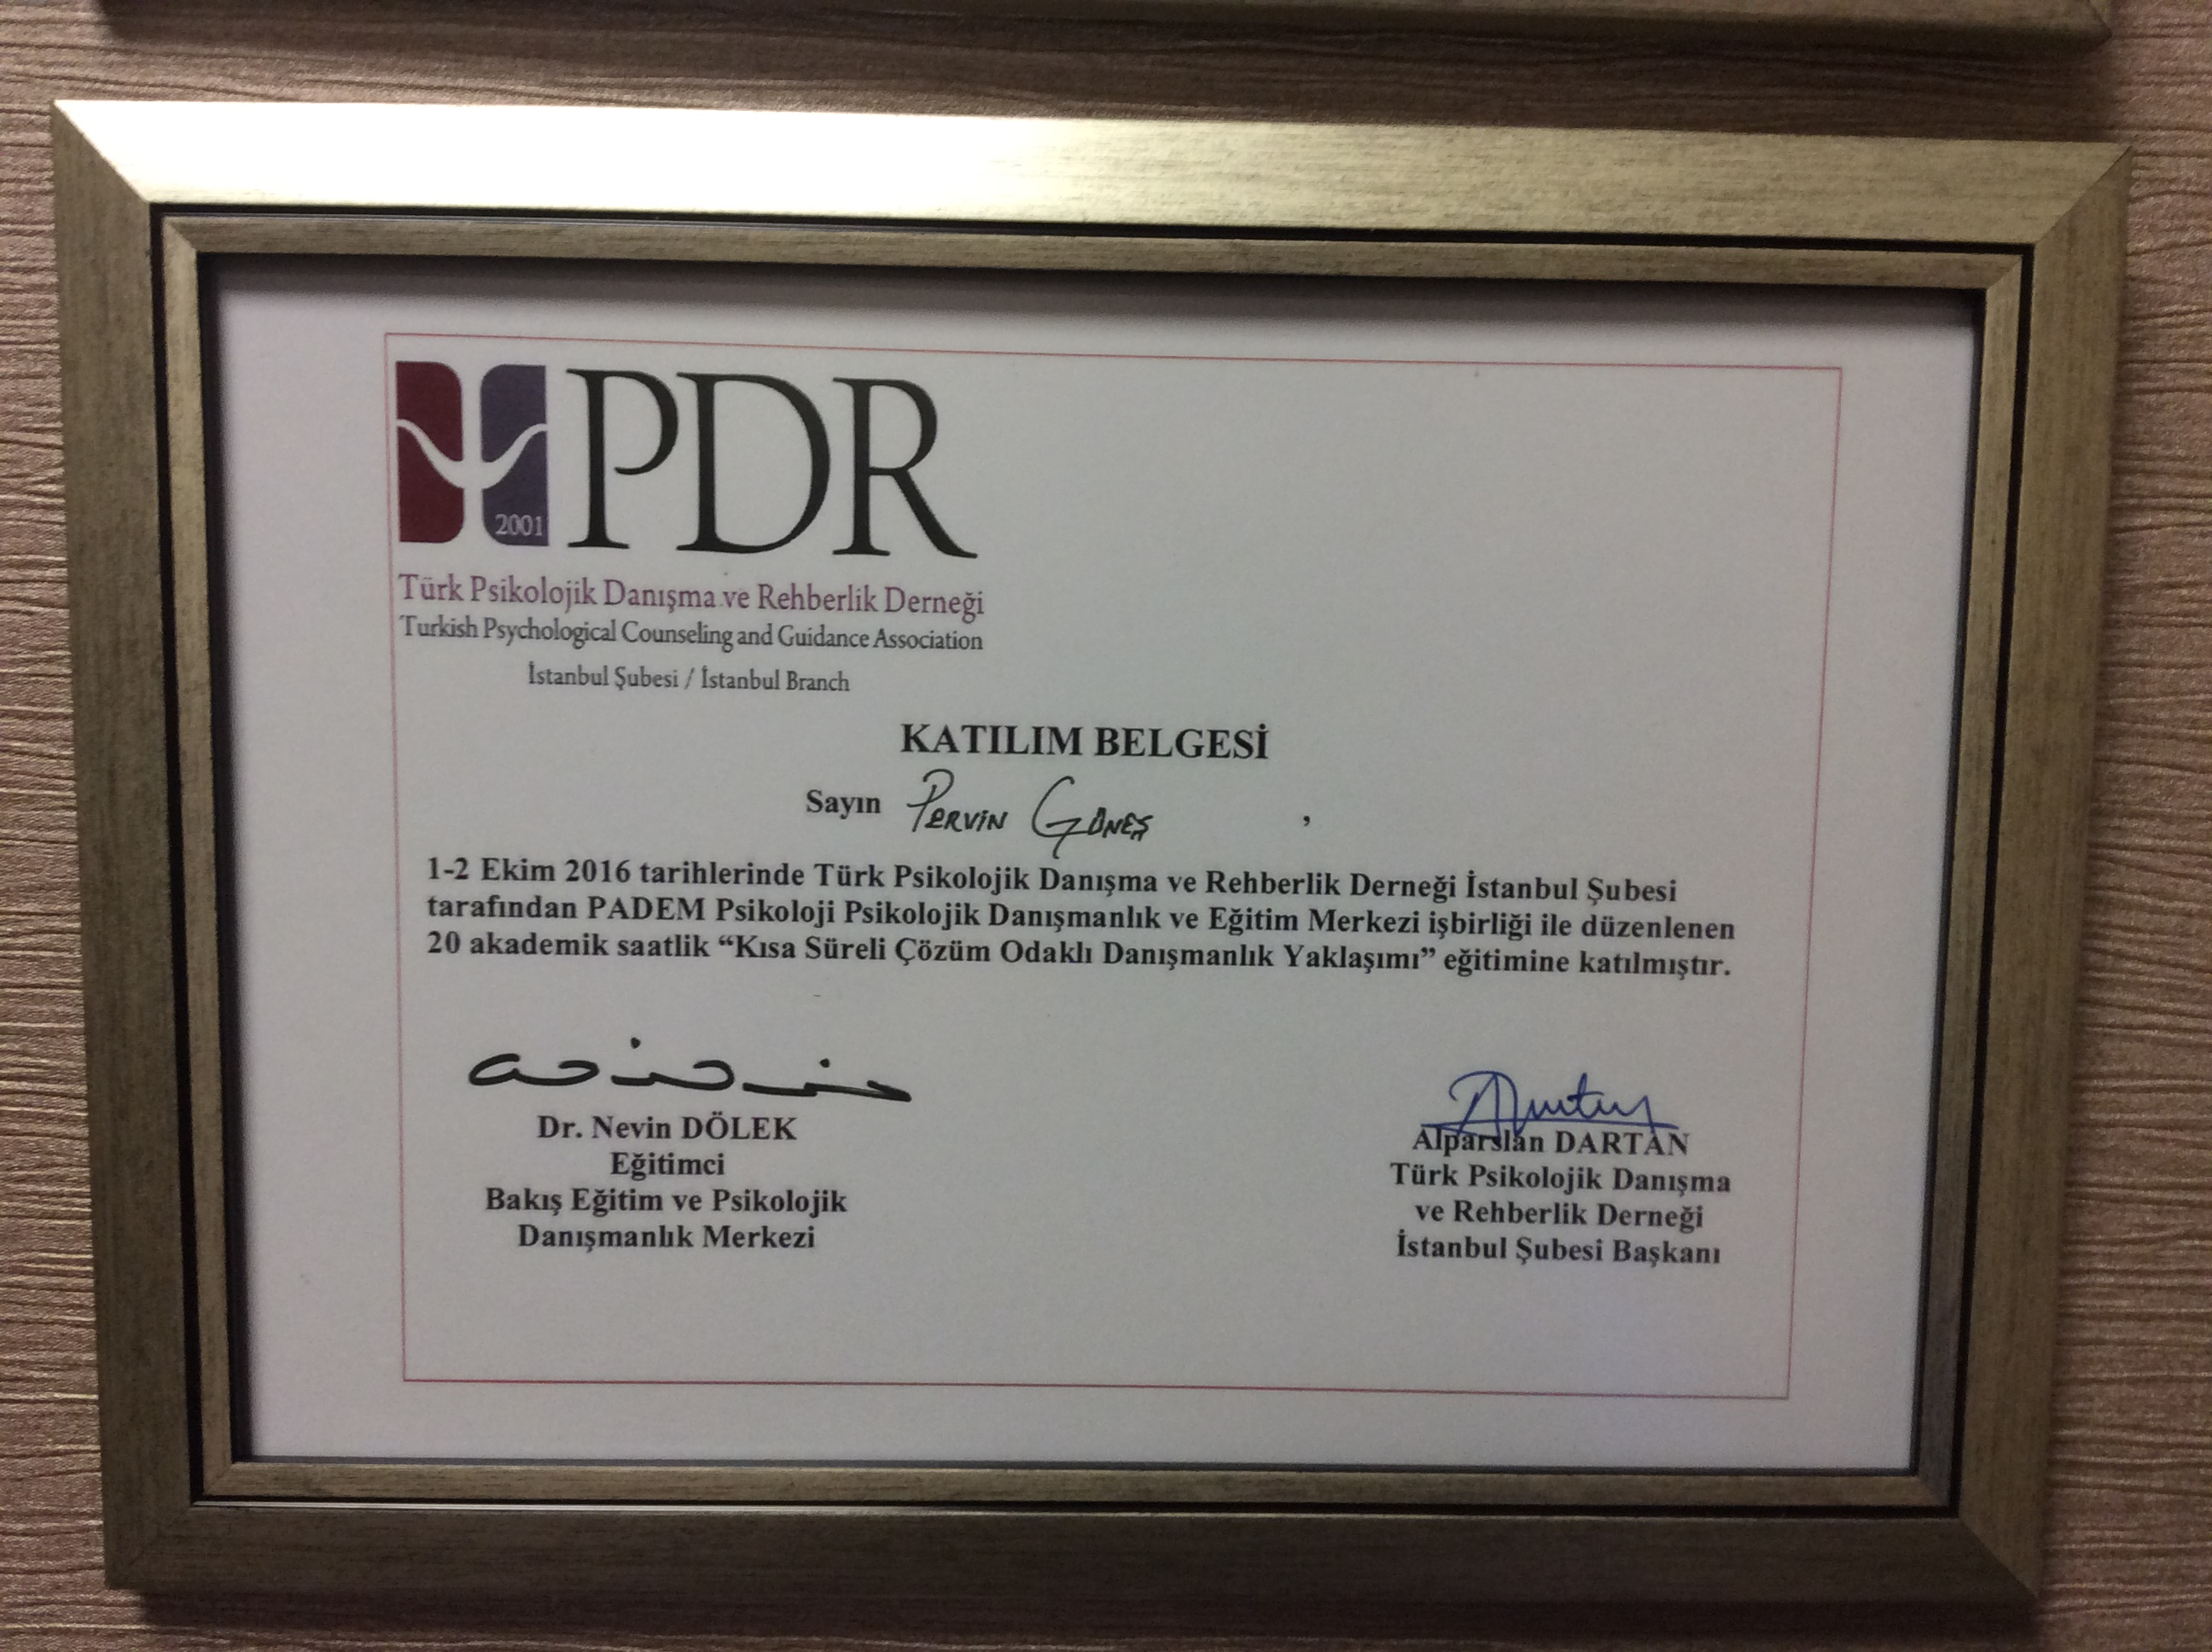 PDR
2001
Türk Psikolojik Danışma ve Rehberlik Derneği
Turkish Psychological Counseling and Guidance Association
İstanbul Şubesi / İstanbul Branch
KATILIM BELGESİ
Sayın Pervin Güneş ,
1-2 Ekim 2016 tarihlerinde Türk Psikolojik Danışma ve Rehberlik Derneği İstanbul Şubesi
tarafından PADEM Psikoloji Psikolojik Danışmanlık ve Eğitim Merkezi işbirliği ile düzenlenen
20 akademik saatlik “Kısa Süreli Çözüm Odaklı Danışmanlık Yaklaşımı” eğitimine katılmıştır.
Dr. Nevin DÖLEK
Eğitimci
Bakış Eğitim ve Psikolojik
Danışmanlık Merkezi
Alparslan DARTAN
Türk Psikolojik Danışma
ve Rehberlik Derneği
İstanbul Şubesi Başkanı